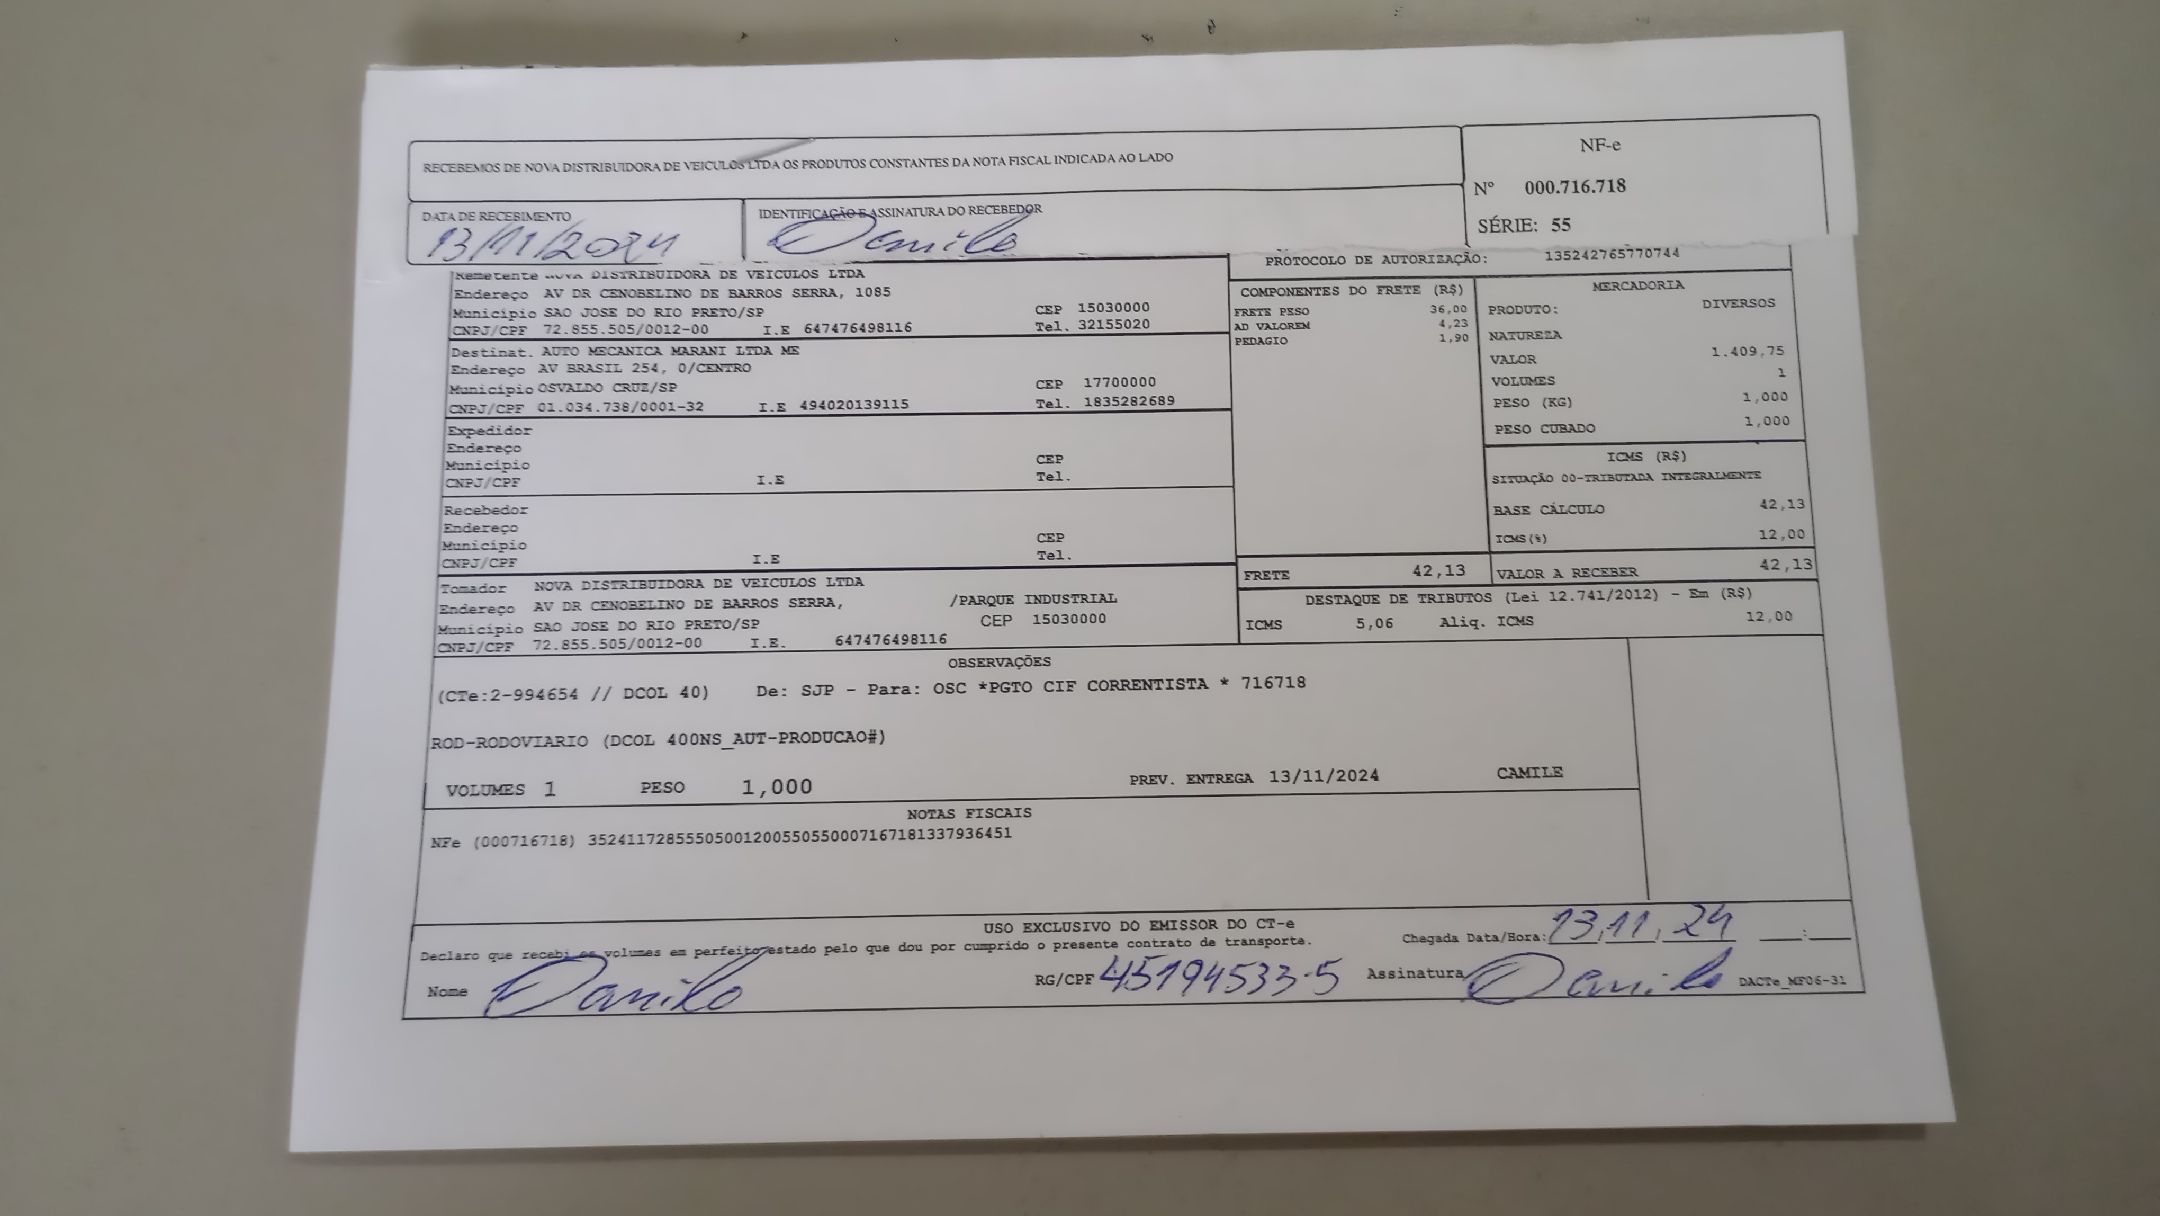 RECEBEMOS DE NOVA DISTRIBUIDORA DE VEICULOS LTDA OS PRODUTOS CONSTANTES DA NOTA FISCAL INDICADA AO LADO
NF-e
Nº 000.716.718
SÉRIE: 55
DATA DE RECEBIMENTO
13/11/2024
IDENTIFICAÇÃO E ASSINATURA DO RECEBEDOR
Danilo
PROTOCOLO DE AUTORIZAÇÃO: 135242765770744
Remetente NOVA DISTRIBUIDORA DE VEICULOS LTDA
Endereço AV DR CENOBELINO DE BARROS SERRA, 1085
Município SAO JOSE DO RIO PRETO/SP CEP 15030000
CNPJ/CPF 72.855.505/0012-00 I.E 647476498116 Tel. 32155020
Destinat. AUTO MECANICA MARANI LTDA ME
Endereço AV BRASIL 254, 0/CENTRO
Município OSVALDO CRUZ/SP CEP 17700000
CNPJ/CPF 01.034.738/0001-32 I.E 494020139115 Tel. 1835282689
Expedidor
Endereço
Município CEP
CNPJ/CPF I.E Tel.
Recebedor
Endereço
Município CEP
CNPJ/CPF I.E Tel.
Tomador NOVA DISTRIBUIDORA DE VEICULOS LTDA
Endereço AV DR CENOBELINO DE BARROS SERRA, /PARQUE INDUSTRIAL
Município SAO JOSE DO RIO PRETO/SP CEP 15030000
CNPJ/CPF 72.855.505/0012-00 I.E. 647476498116
COMPONENTES DO FRETE (R$)
FRETE PESO 36,00
AD VALOREM 4,23
PEDAGIO 1,90
MERCADORIA
PRODUTO: DIVERSOS
NATUREZA
VALOR 1.409,75
VOLUMES 1
PESO (KG) 1,000
PESO CUBADO 1,000
ICMS (R$)
SITUAÇÃO 00-TRIBUTADA INTEGRALMENTE
BASE CÁLCULO 42,13
ICMS(%) 12,00
FRETE 42,13
VALOR A RECEBER 42,13
DESTAQUE DE TRIBUTOS (Lei 12.741/2012) - Em (R$)
ICMS 5,06 Aliq. ICMS 12,00
OBSERVAÇÕES
(CTe:2-994654 // DCOL 40) De: SJP - Para: OSC *PGTO CIF CORRENTISTA * 716718
ROD-RODOVIARIO (DCOL 400NS_AUT-PRODUCAO#)
VOLUMES 1 PESO 1,000 PREV. ENTREGA 13/11/2024 CAMILE
NOTAS FISCAIS
NFe (000716718) 35241172855505001200550550007167181337936451
USO EXCLUSIVO DO EMISSOR DO CT-e
Declaro que recebi os volumes em perfeito estado pelo que dou por cumprido o presente contrato de transporte.
Chegada Data/Hora: 13,11,24 __:__
Nome Danilo RG/CPF 45194533-5 Assinatura Danilo DACTe_MF06-31